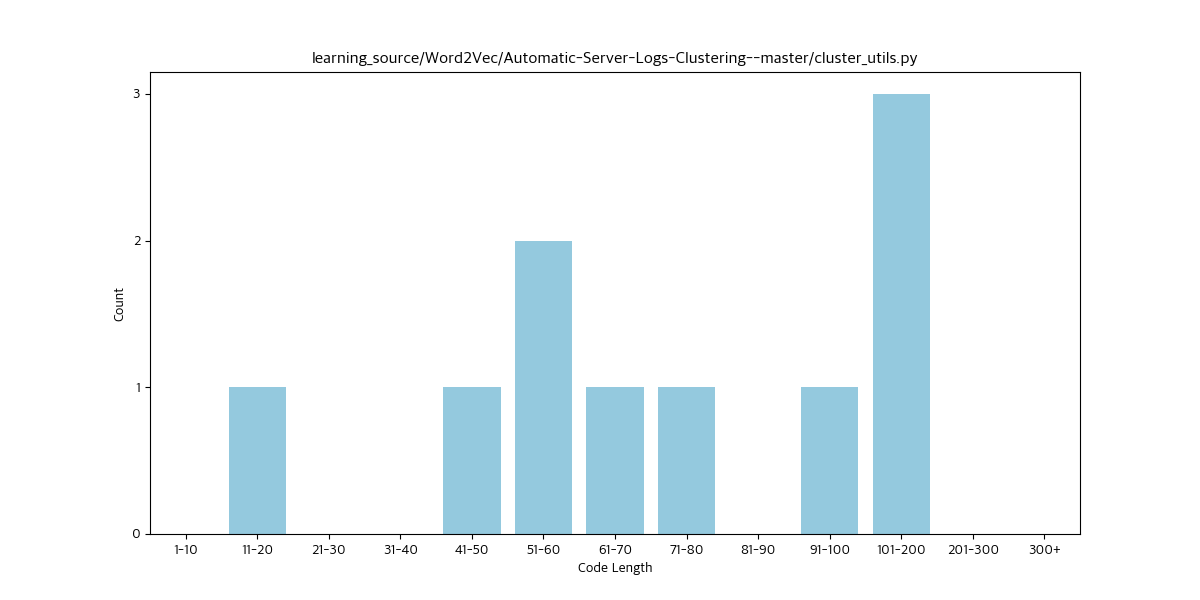 learning_source/Word2Vec/Automatic-Server-Logs-Clustering--master/cluster_utils.py
3
2
1
0
Count
1-10 11-20 21-30 31-40 41-50 51-60 61-70 71-80 81-90 91-100 101-200 201-300 300+
Code Length